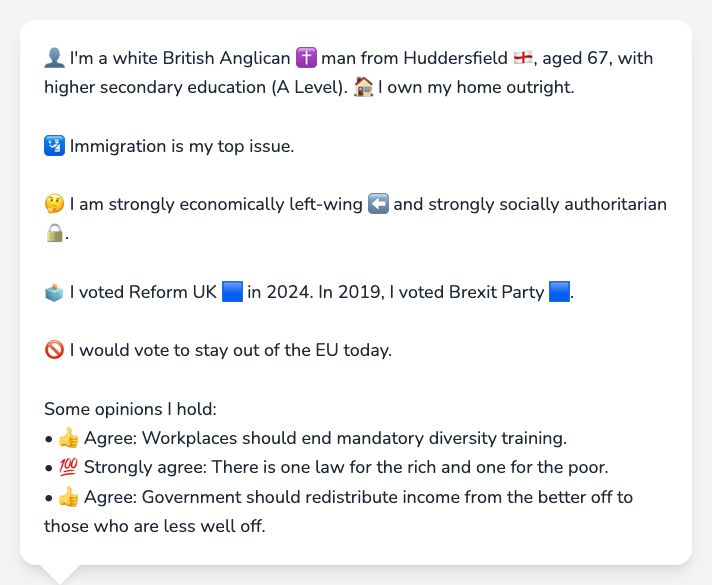 👤 I'm a white British Anglican ✝️ man from Huddersfield 🏴󠁧󠁢󠁥󠁮󠁧󠁿, aged 67, with
higher secondary education (A Level). 🏠 I own my home outright.
🛂 Immigration is my top issue.
🤔 I am strongly economically left-wing ⬅️ and strongly socially authoritarian
🔒.
🗳️ I voted Reform UK 🟦 in 2024. In 2019, I voted Brexit Party 🟦.
🚫 I would vote to stay out of the EU today.
Some opinions I hold:
• 👍 Agree: Workplaces should end mandatory diversity training.
• 💯 Strongly agree: There is one law for the rich and one for the poor.
• 👍 Agree: Government should redistribute income from the better off to
those who are less well off.